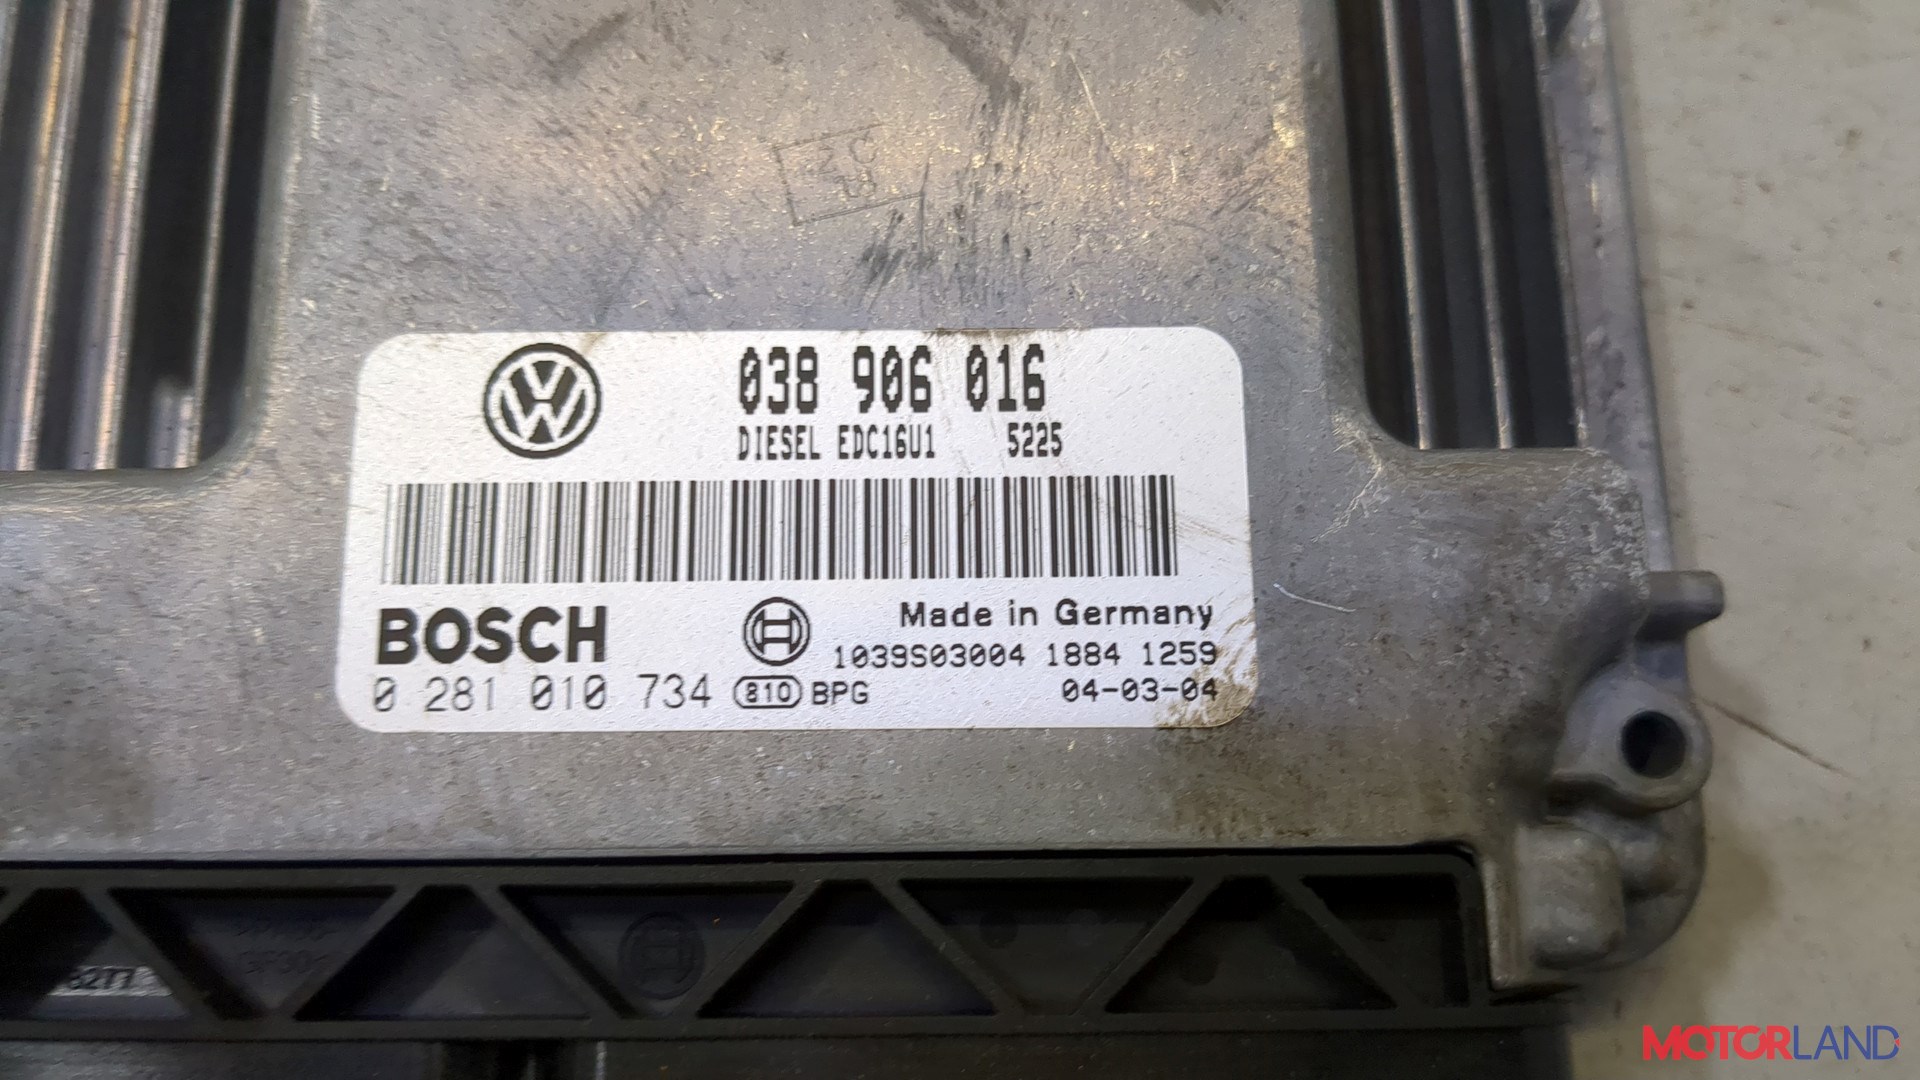 038 906 016
DIESEL EDC16U1 5225
BOSCH
Made in Germany
1039S03004 1884 1259
0 281 010 734 810 BPG 04-03-04
MOTORLAND